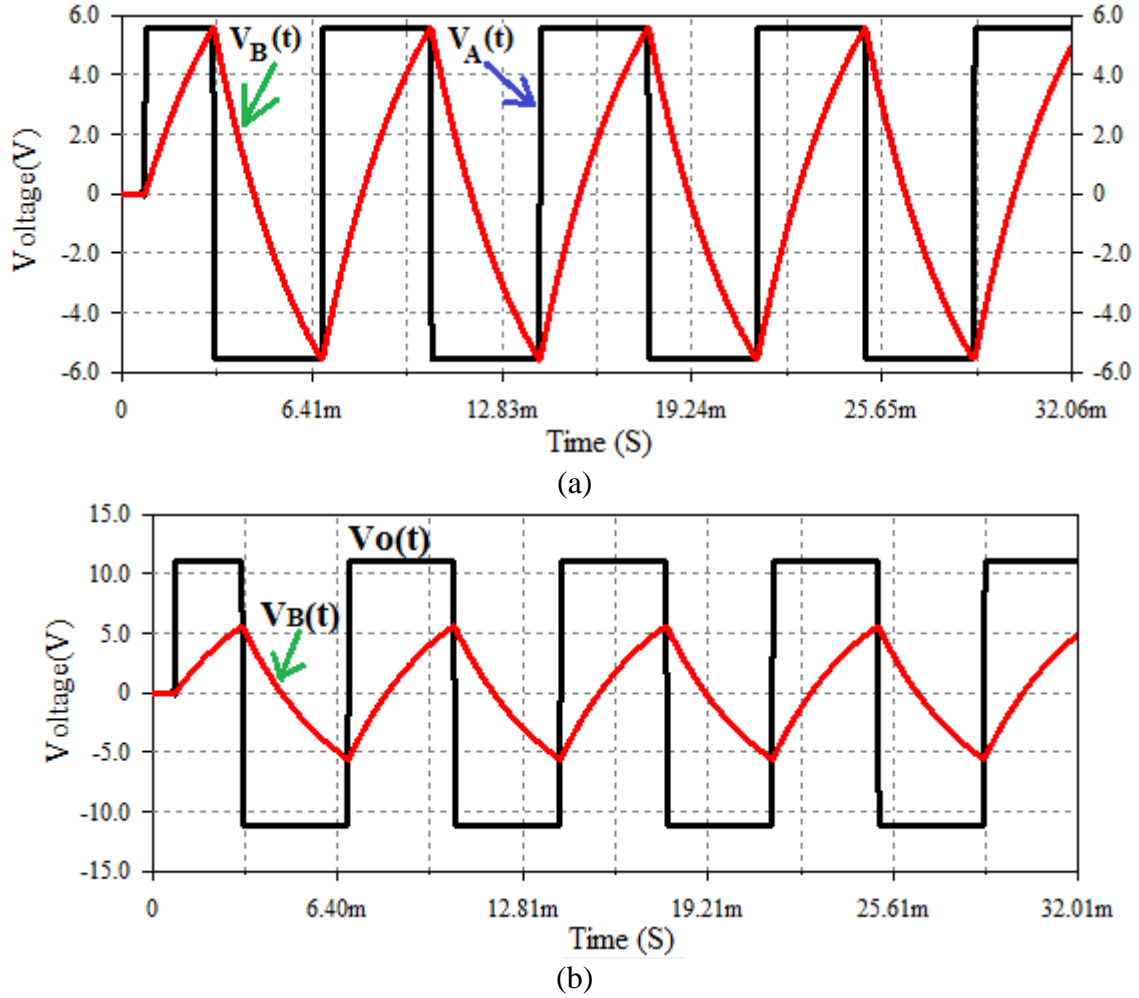 6.0 6.0
V_B(t) V_A(t)
4.0 4.0
2.0 2.0
0 0
-2.0 -2.0
-4.0 -4.0
-6.0 -6.0
Voltage(V)
0 6.41m 12.83m 19.24m 25.65m 32.06m
Time (S)
(a)
15.0
Vo(t)
10.0
VB(t)
5.0
0
-5.0
-10.0
-15.0
Voltage(V)
0 6.40m 12.81m 19.21m 25.61m 32.01m
Time (S)
(b)